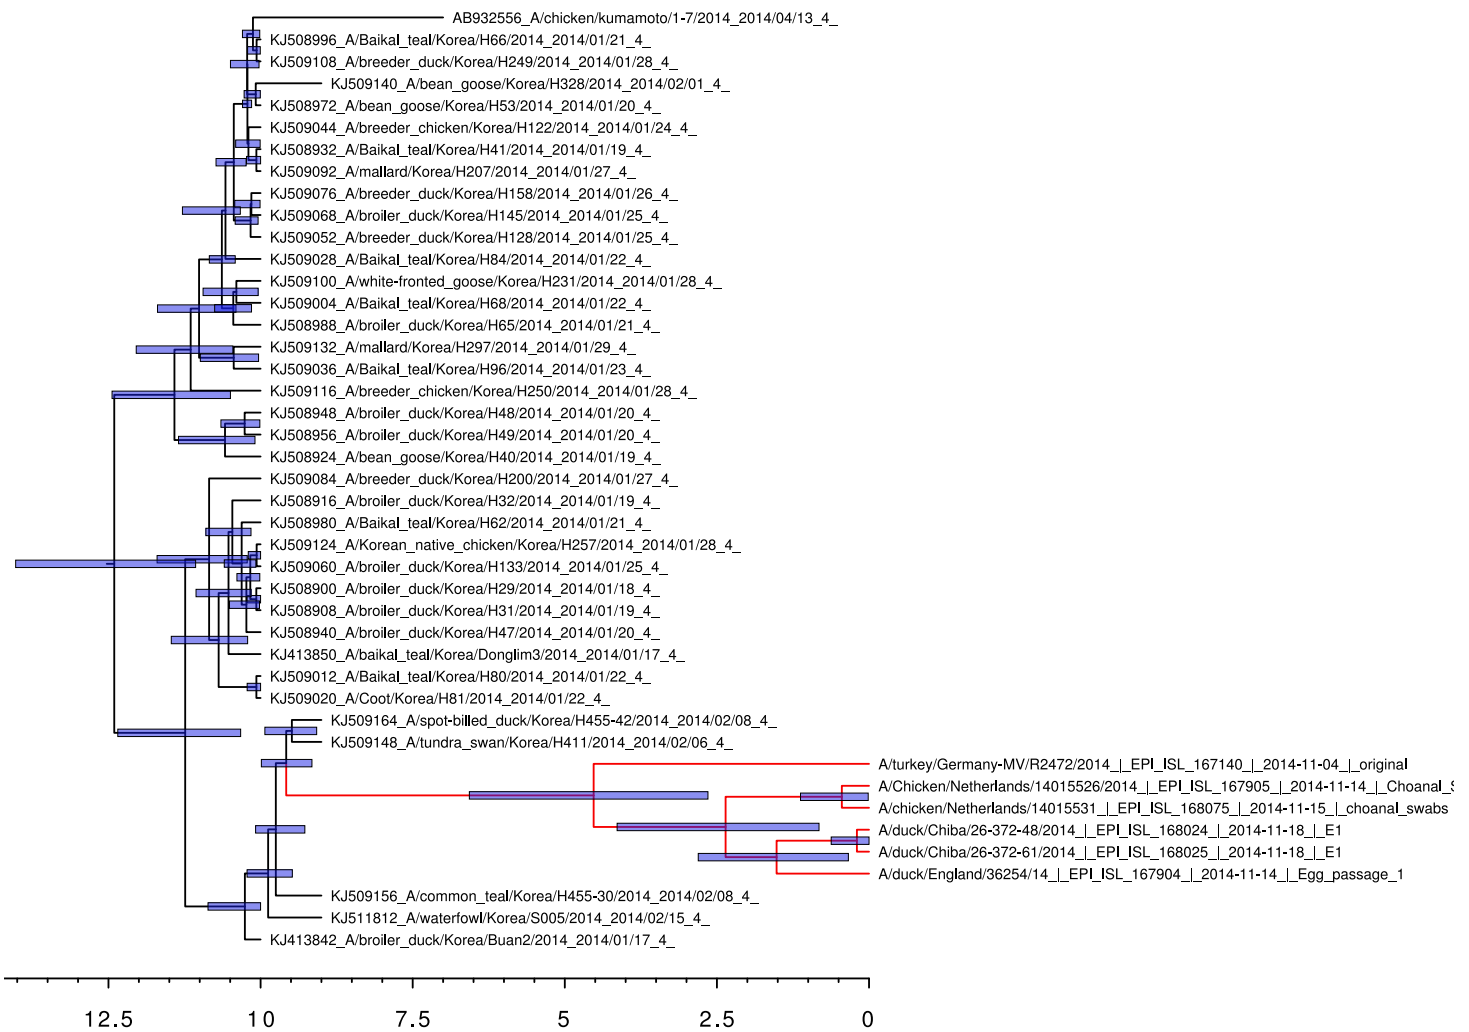 AB932556_A/chicken/kumamoto/1-7/2014_2014/04/13_4_
KJ508996_A/Baikal_teal/Korea/H66/2014_2014/01/21_4_
KJ509108_A/breeder_duck/Korea/H249/2014_2014/01/28_4_
KJ509140_A/bean_goose/Korea/H328/2014_2014/02/01_4_
KJ508972_A/bean_goose/Korea/H53/2014_2014/01/20_4_
KJ509044_A/breeder_chicken/Korea/H122/2014_2014/01/24_4_
KJ508932_A/Baikal_teal/Korea/H41/2014_2014/01/19_4_
KJ509092_A/mallard/Korea/H207/2014_2014/01/27_4_
KJ509076_A/breeder_duck/Korea/H158/2014_2014/01/26_4_
KJ509068_A/broiler_duck/Korea/H145/2014_2014/01/25_4_
KJ509052_A/breeder_duck/Korea/H128/2014_2014/01/25_4_
KJ509028_A/Baikal_teal/Korea/H84/2014_2014/01/22_4_
KJ509100_A/white-fronted_goose/Korea/H231/2014_2014/01/28_4_
KJ509004_A/Baikal_teal/Korea/H68/2014_2014/01/22_4_
KJ508988_A/broiler_duck/Korea/H65/2014_2014/01/21_4_
KJ509132_A/mallard/Korea/H297/2014_2014/01/29_4_
KJ509036_A/Baikal_teal/Korea/H96/2014_2014/01/23_4_
KJ509116_A/breeder_chicken/Korea/H250/2014_2014/01/28_4_
KJ508948_A/broiler_duck/Korea/H48/2014_2014/01/20_4_
KJ508956_A/broiler_duck/Korea/H49/2014_2014/01/20_4_
KJ508924_A/bean_goose/Korea/H40/2014_2014/01/19_4_
KJ509084_A/breeder_duck/Korea/H200/2014_2014/01/27_4_
KJ508916_A/broiler_duck/Korea/H32/2014_2014/01/19_4_
KJ508980_A/Baikal_teal/Korea/H62/2014_2014/01/21_4_
KJ509124_A/Korean_native_chicken/Korea/H257/2014_2014/01/28_4_
KJ509060_A/broiler_duck/Korea/H133/2014_2014/01/25_4_
KJ508900_A/broiler_duck/Korea/H29/2014_2014/01/18_4_
KJ508908_A/broiler_duck/Korea/H31/2014_2014/01/19_4_
KJ508940_A/broiler_duck/Korea/H47/2014_2014/01/20_4_
KJ413850_A/baikal_teal/Korea/Donglim3/2014_2014/01/17_4_
KJ509012_A/Baikal_teal/Korea/H80/2014_2014/01/22_4_
KJ509020_A/Coot/Korea/H81/2014_2014/01/22_4_
KJ509164_A/spot-billed_duck/Korea/H455-42/2014_2014/02/08_4_
KJ509148_A/tundra_swan/Korea/H411/2014_2014/02/06_4_
A/turkey/Germany-MV/R2472/2014_|_EPI_ISL_167140_|_2014-11-04_|_original
A/Chicken/Netherlands/14015526/2014_|_EPI_ISL_167905_|_2014-11-14_|_Choanal_S
A/chicken/Netherlands/14015531_|_EPI_ISL_168075_|_2014-11-15_|_choanal_swabs
A/duck/Chiba/26-372-48/2014_|_EPI_ISL_168024_|_2014-11-18_|_E1
A/duck/Chiba/26-372-61/2014_|_EPI_ISL_168025_|_2014-11-18_|_E1
A/duck/England/36254/14_|_EPI_ISL_167904_|_2014-11-14_|_Egg_passage_1
KJ509156_A/common_teal/Korea/H455-30/2014_2014/02/08_4_
KJ511812_A/waterfowl/Korea/S005/2014_2014/02/15_4_
KJ413842_A/broiler_duck/Korea/Buan2/2014_2014/01/17_4_
12.5 10 7.5 5 2.5 0